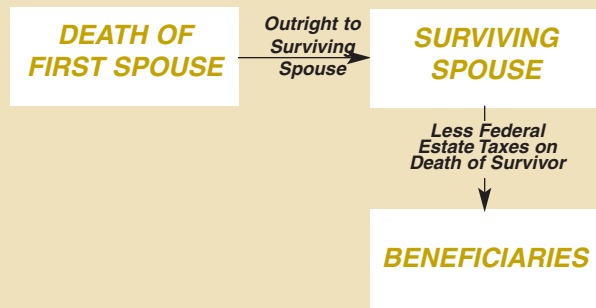 DEATH OF
FIRST SPOUSE
Outright to
Surviving
Spouse
SURVIVING
SPOUSE
Less Federal
Estate Taxes on
Death of Survivor
BENEFICIARIES